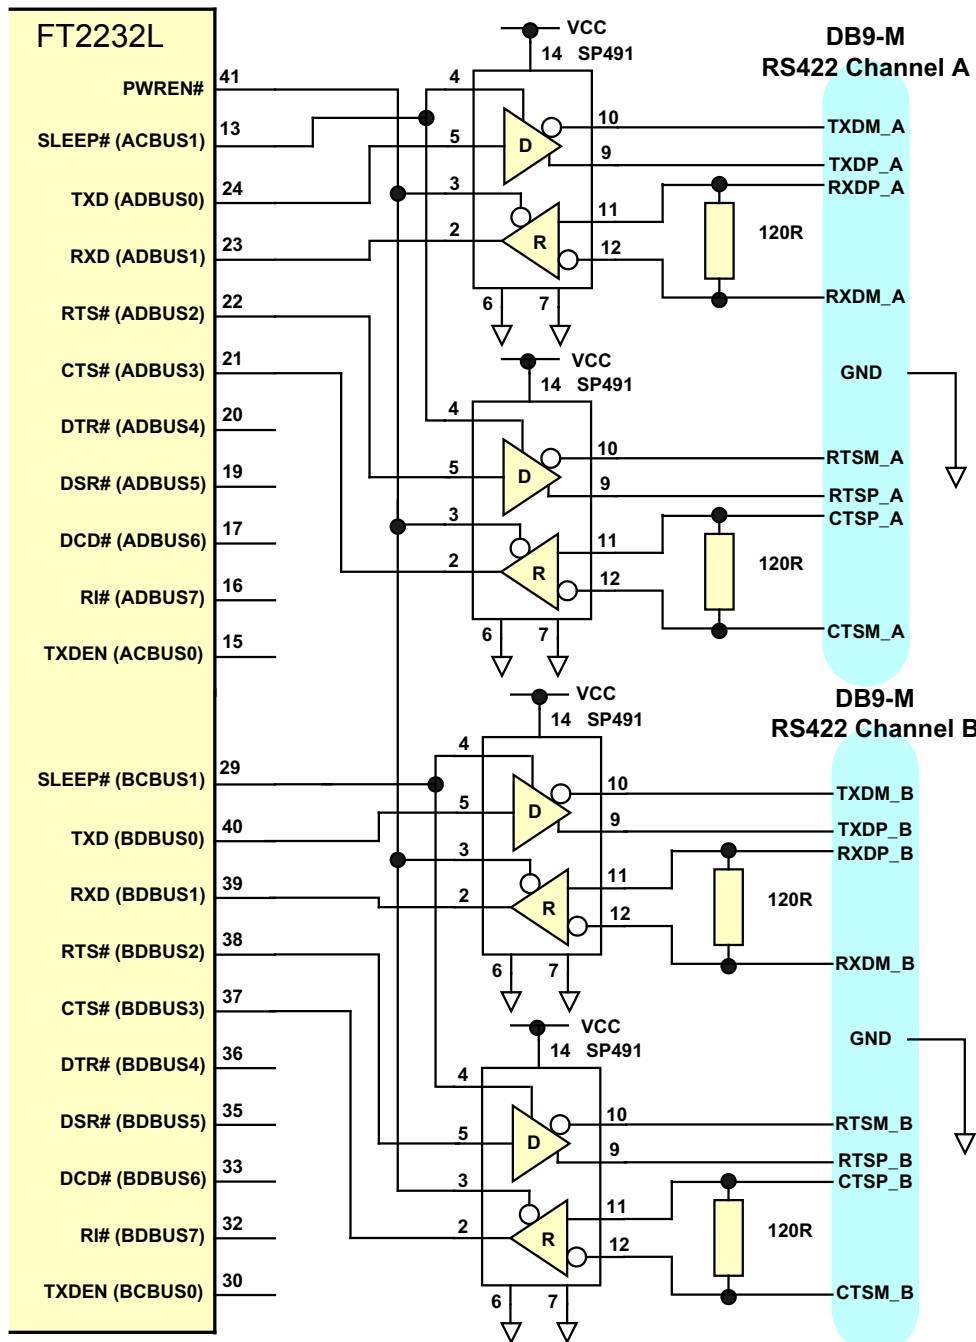 FT2232L
PWREN#
41
SLEEP# (ACBUS1)
13
TXD (ADBUS0)
24
RXD (ADBUS1)
23
RTS# (ADBUS2)
22
CTS# (ADBUS3)
21
DTR# (ADBUS4)
20
DSR# (ADBUS5)
19
DCD# (ADBUS6)
17
RI# (ADBUS7)
16
TXDEN (ACBUS0)
15
SLEEP# (BCBUS1)
29
TXD (BDBUS0)
40
RXD (BDBUS1)
39
RTS# (BDBUS2)
38
CTS# (BDBUS3)
37
DTR# (BDBUS4)
36
DSR# (BDBUS5)
35
DCD# (BDBUS6)
33
RI# (BDBUS7)
32
TXDEN (BCBUS0)
30
VCC
14 SP491
4
5
3
2
D
R
10
9
11
12
6
7
120R
VCC
14 SP491
4
5
3
2
D
R
10
9
11
12
6
7
120R
VCC
14 SP491
4
5
3
2
D
R
10
9
11
12
6
7
120R
VCC
14 SP491
4
5
3
2
D
R
10
9
11
12
6
7
120R
DB9-M
RS422 Channel A
TXDM_A
TXDP_A
RXDP_A
RXDM_A
GND
RTSM_A
RTSP_A
CTSP_A
CTSM_A
DB9-M
RS422 Channel B
TXDM_B
TXDP_B
RXDP_B
RXDM_B
GND
RTSM_B
RTSP_B
CTSP_B
CTSM_B